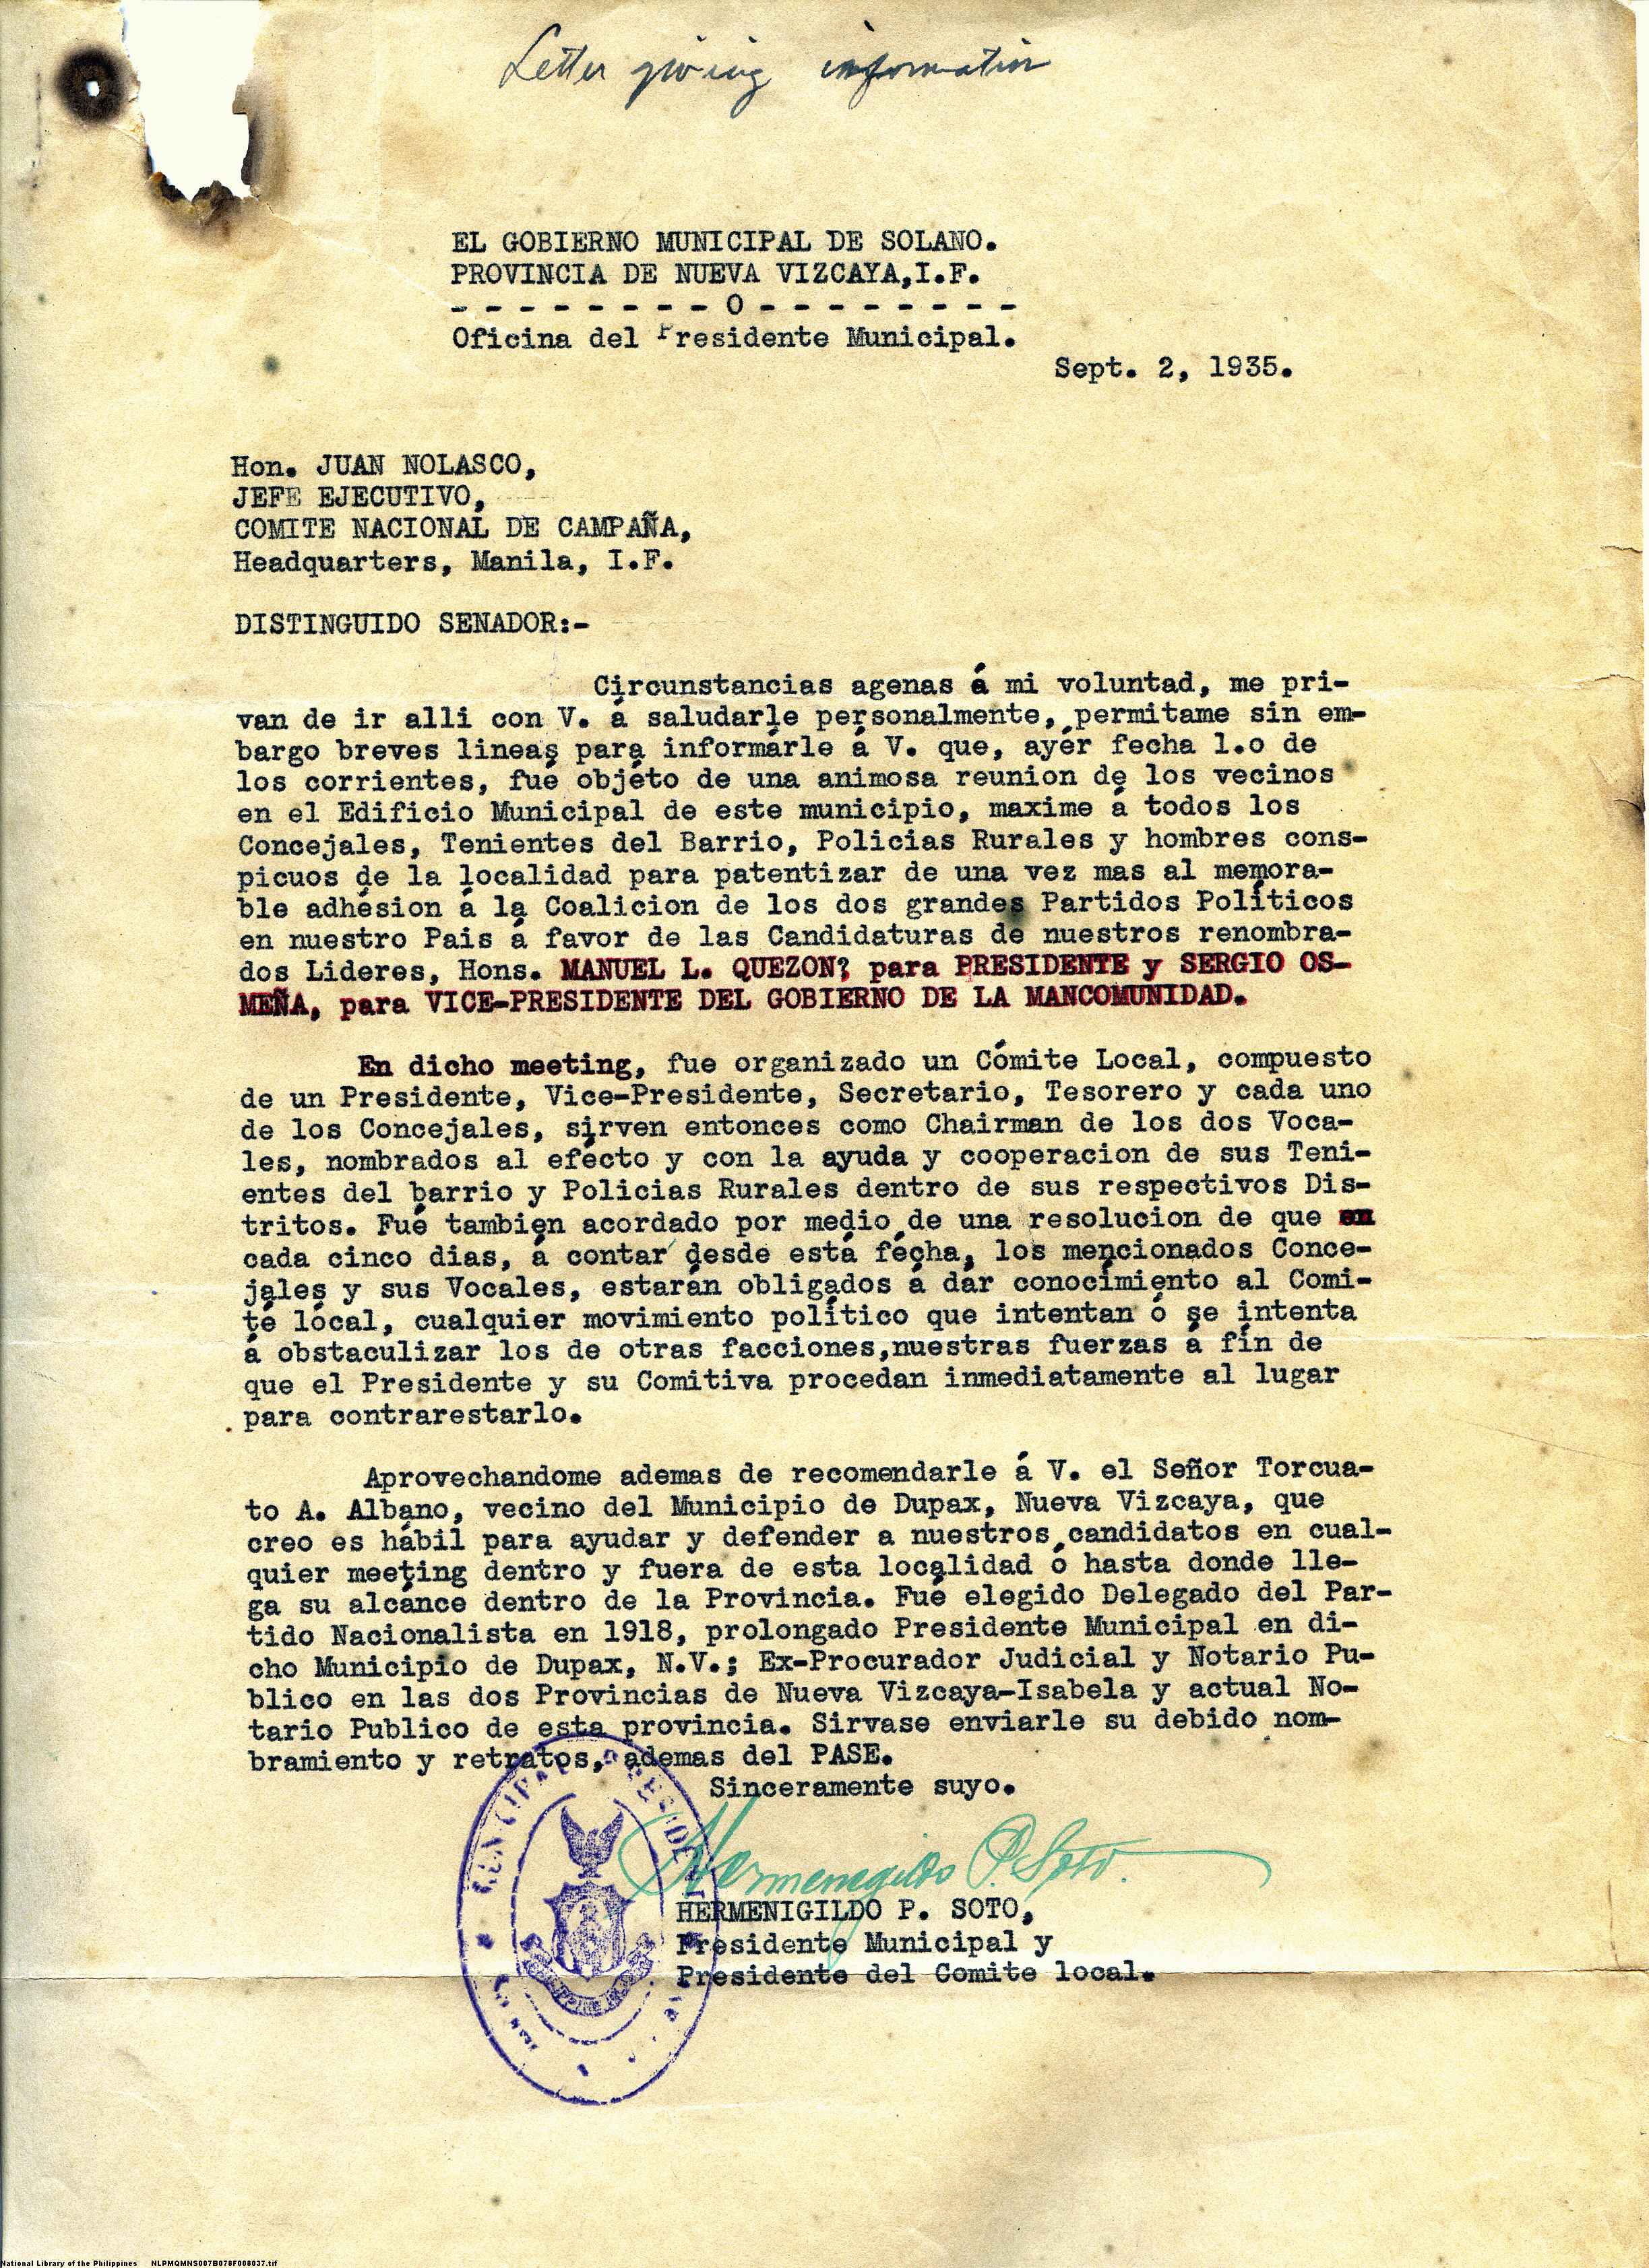 Letter giving information
EL GOBIERNO MUNICIPAL DE SOLANO.
PROVINCIA DE NUEVA VIZCAYA,I.F.
- - - - - - - - - O - - - - - - - - -
Oficina del Presidente Municipal.
Sept. 2, 1935.
Hon. JUAN NOLASCO,
JEFE EJECUTIVO,
COMITE NACIONAL DE CAMPAÑA,
Headquarters, Manila, I.F.
DISTINGUIDO SENADOR:-
Circunstancias agenas á mi voluntad, me pri-
van de ir alli con V. á saludarle personalmente, permitame sin em-
bargo breves lineas para informarle á V. que, ayer fecha 1.o de
los corrientes, fué objéto de una animosa reunion de los vecinos
en el Edificio Municipal de este municipio, maxime á todos los
Concejales, Tenientes del Barrio, Policias Rurales y hombres cons-
picuos de la localidad para patentizar de una vez mas al memora-
ble adhésion á la Coalicion de los dos grandes Partidos Políticos
en nuestro Pais á favor de las Candidaturas de nuestros renombra-
dos Lideres, Hons. MANUEL L. QUEZON? para PRESIDENTE y SERGIO OS-
MEÑA, para VICE-PRESIDENTE DEL GOBIERNO DE LA MANCOMUNIDAD.
En dicho meeting, fue organizado un Cómite Local, compuesto
de un Presidente, Vice-Presidente, Secretario, Tesorero y cada uno
de los Concejales, sirven entonces como Chairman de los dos Voca-
les, nombrados al efécto y con la ayuda y cooperacion de sus Teni-
entes del barrio y Policias Rurales dentro de sus respectivos Dis-
tritos. Fué tambien acordado por medio de una resolucion de que en
cada cinco dias, á contar desde está fécha, los mencionados Conce-
jales y sus Vocales, estarán obligados á dar conocímiento al Comi-
té lócal, cualquier movimiento político que intentan ó se intenta
á obstaculizar los de otras facciones,nuestras fuerzas á fín de
que el Presidente y su Comitiva procedan inmediatamente al lugar
para contrarestarlo.
Aprovechandome ademas de recomendarle á V. el Señor Torcua-
to A. Albano, vecino del Municipio de Dupax, Nueva Vizcaya, que
creo es hábil para ayudar y defender a nuestros candidatos en cual-
quier meeting dentro y fuera de esta localidad ó hasta donde lle-
ga su alcánce dentro de la Provincia. Fué elegido Delegado del Par-
tido Nacionalista en 1918, prolongado Presidente Municipal en di-
cho Municipio de Dupax, N.V.; Ex-Procurador Judicial y Notario Pu-
blico en las dos Provincias de Nueva Vizcaya-Isabela y actual No-
tario Publico de esta provincia. Sirvase enviarle su debido nom-
bramiento y retratos, ademas del PASE.
Sinceramente suyo.
Hermenegildo P. Soto.
HERMENIGILDO P. SOTO,
Presidente Municipal y
Presidente del Comite local.
National Library of the Philippines NLPMQMNS007B078F008037.tif